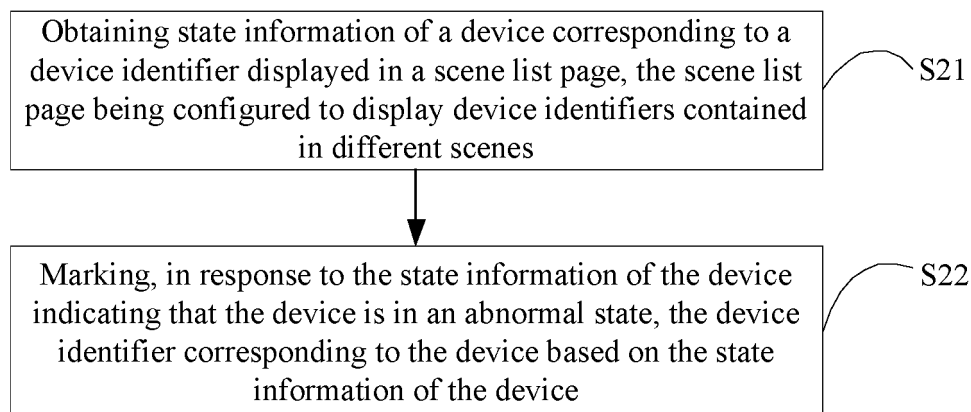 Obtaining state information of a device corresponding to a
device identifier displayed in a scene list page, the scene list
page being configured to display device identifiers contained
in different scenes
S21
Marking, in response to the state information of the device
indicating that the device is in an abnormal state, the device
identifier corresponding to the device based on the state
information of the device
S22